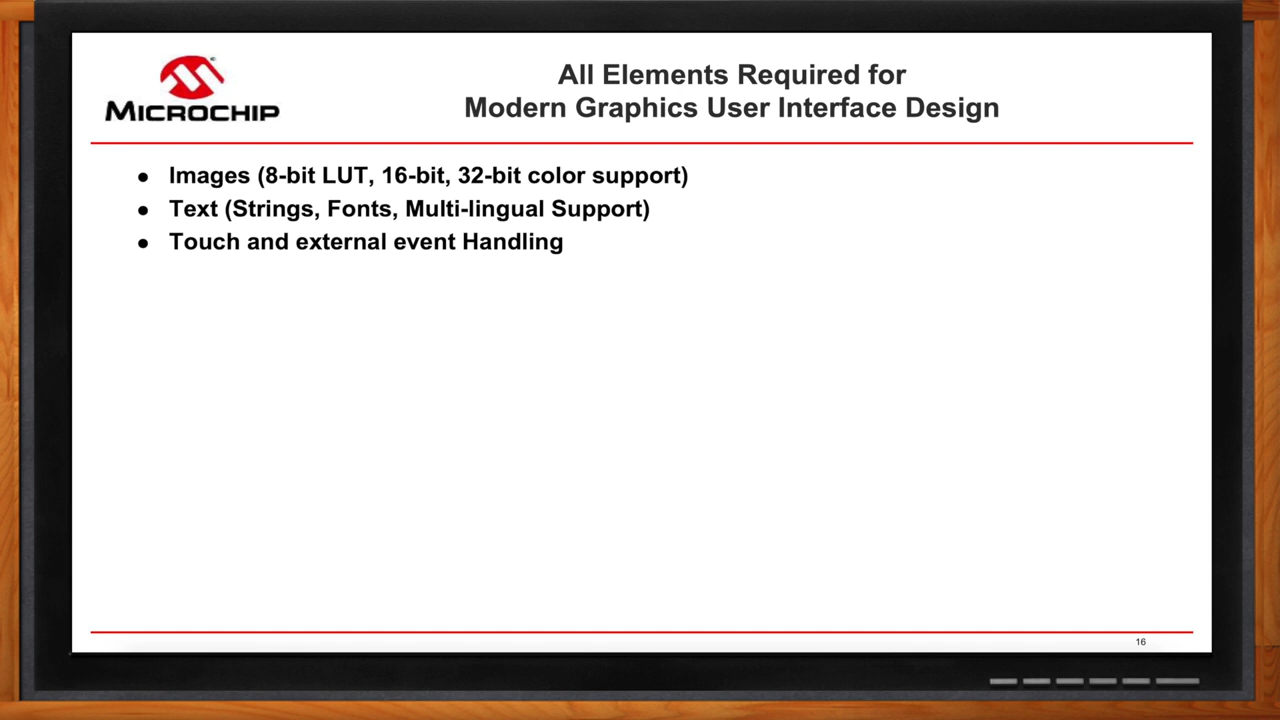 MICROCHIP
All Elements Required for
Modern Graphics User Interface Design
● Images (8-bit LUT, 16-bit, 32-bit color support)
● Text (Strings, Fonts, Multi-lingual Support)
● Touch and external event Handling
16